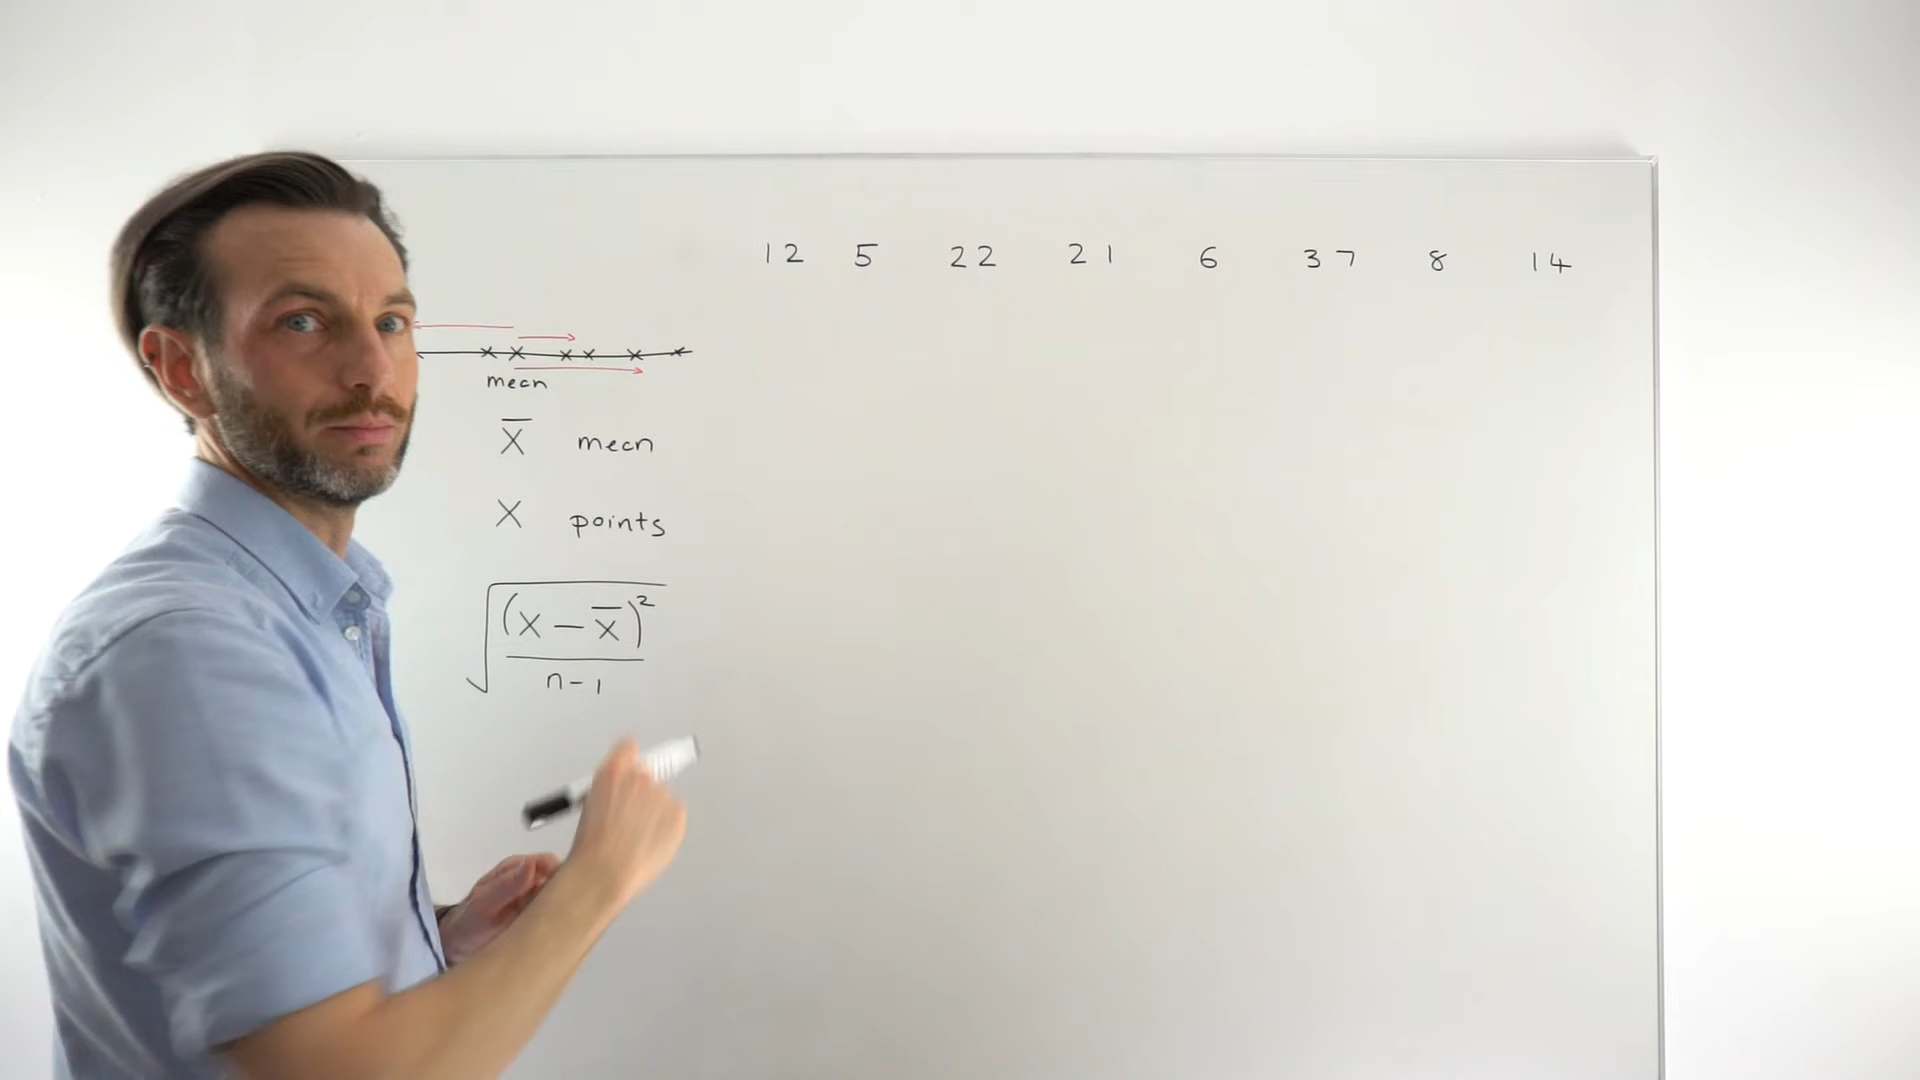 12 5 22 21 6 37 8 14
mean
X̄ mean
X points
√((x – x̄)² / n-1)